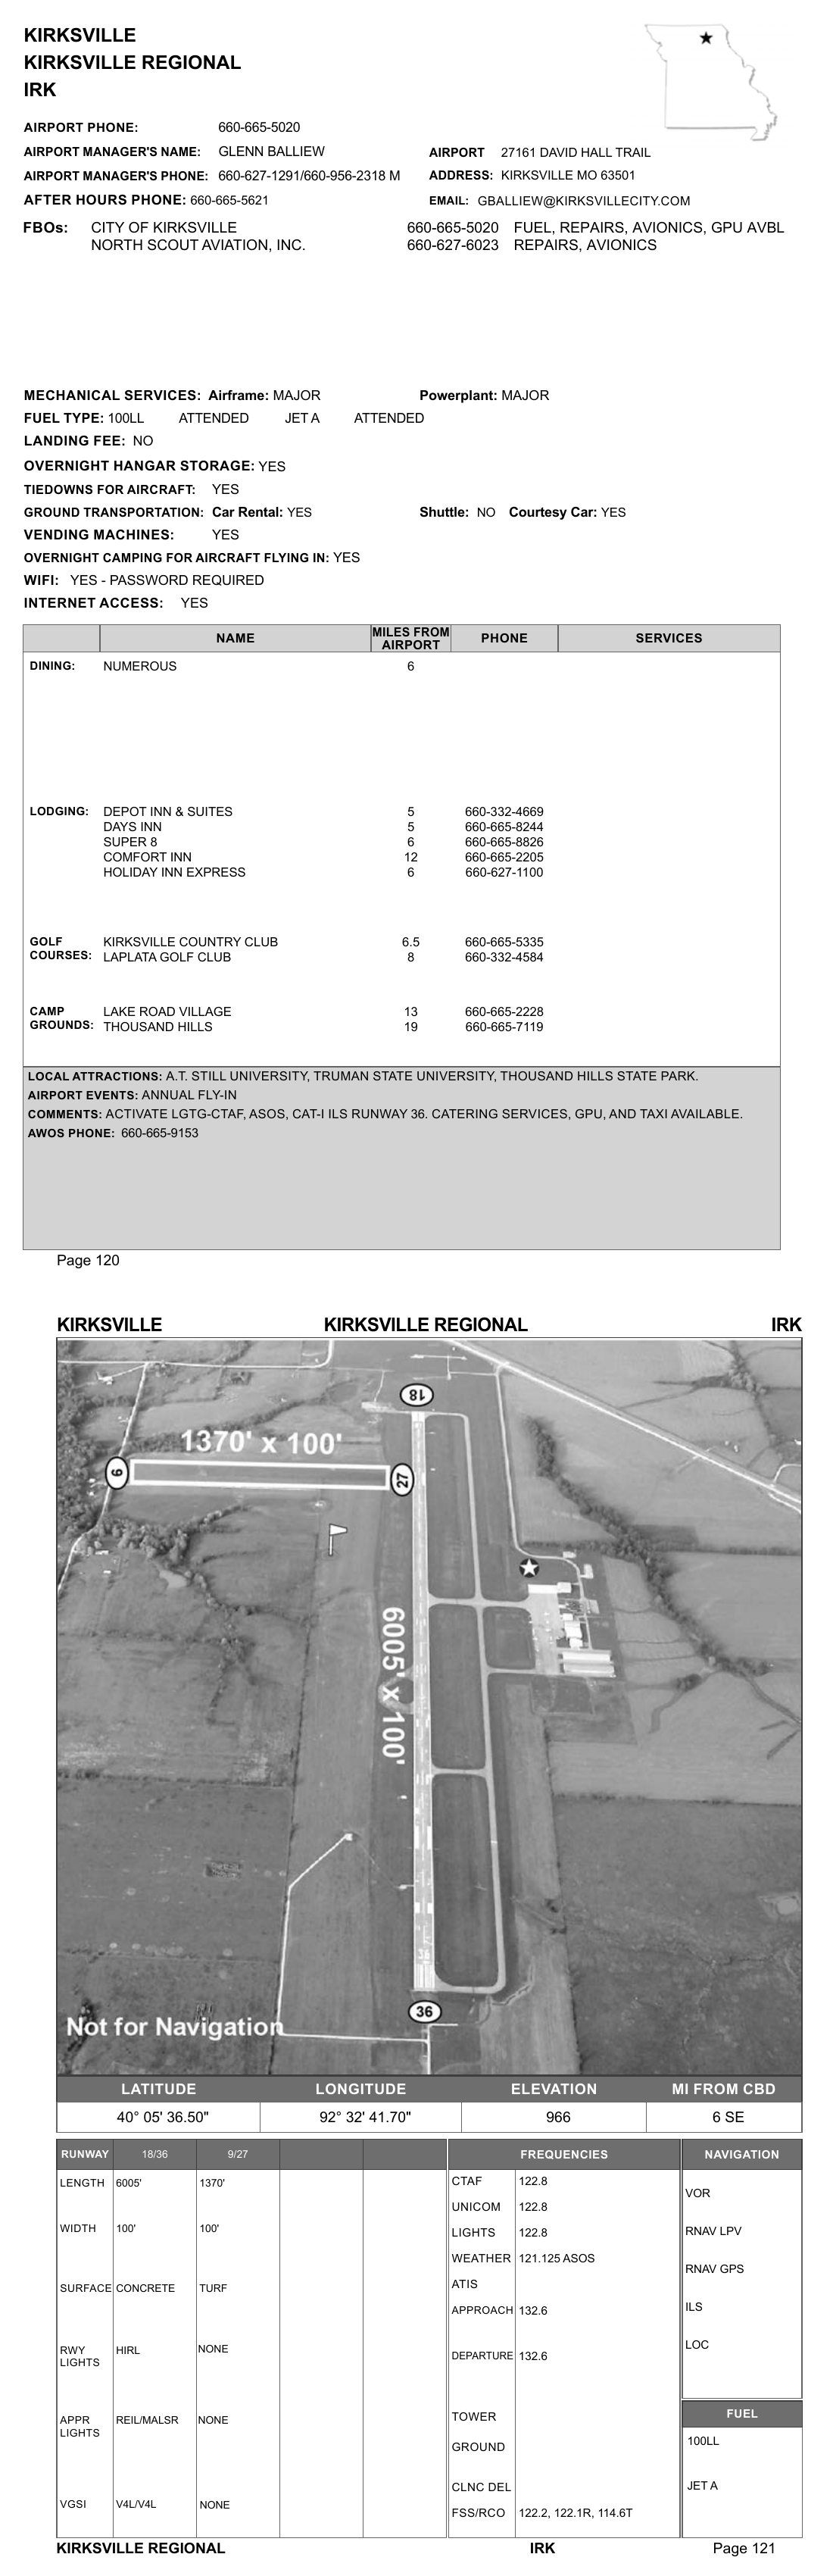 KIRKSVILLE
KIRKSVILLE REGIONAL
IRK
AIRPORT PHONE: 660-665-5020
AIRPORT MANAGER'S NAME: GLENN BALLIEW
AIRPORT 27161 DAVID HALL TRAIL
AIRPORT MANAGER'S PHONE: 660-627-1291/660-956-2318 M
ADDRESS: KIRKSVILLE MO 63501
AFTER HOURS PHONE: 660-665-5621
EMAIL: GBALLIEW@KIRKSVILLECITY.COM
FBOs: CITY OF KIRKSVILLE 660-665-5020 FUEL, REPAIRS, AVIONICS, GPU AVBL
NORTH SCOUT AVIATION, INC. 660-627-6023 REPAIRS, AVIONICS
MECHANICAL SERVICES: Airframe: MAJOR Powerplant: MAJOR
FUEL TYPE: 100LL ATTENDED JET A ATTENDED
LANDING FEE: NO
OVERNIGHT HANGAR STORAGE: YES
TIEDOWNS FOR AIRCRAFT: YES
GROUND TRANSPORTATION: Car Rental: YES Shuttle: NO Courtesy Car: YES
VENDING MACHINES: YES
OVERNIGHT CAMPING FOR AIRCRAFT FLYING IN: YES
WIFI: YES - PASSWORD REQUIRED
INTERNET ACCESS: YES
NAME MILES FROM AIRPORT PHONE SERVICES
DINING: NUMEROUS 6
LODGING: DEPOT INN & SUITES 5 660-332-4669
DAYS INN 5 660-665-8244
SUPER 8 6 660-665-8826
COMFORT INN 12 660-665-2205
HOLIDAY INN EXPRESS 6 660-627-1100
GOLF KIRKSVILLE COUNTRY CLUB 6.5 660-665-5335
COURSES: LAPLATA GOLF CLUB 8 660-332-4584
CAMP LAKE ROAD VILLAGE 13 660-665-2228
GROUNDS: THOUSAND HILLS 19 660-665-7119
LOCAL ATTRACTIONS: A.T. STILL UNIVERSITY, TRUMAN STATE UNIVERSITY, THOUSAND HILLS STATE PARK.
AIRPORT EVENTS: ANNUAL FLY-IN
COMMENTS: ACTIVATE LGTG-CTAF, ASOS, CAT-I ILS RUNWAY 36. CATERING SERVICES, GPU, AND TAXI AVAILABLE.
AWOS PHONE: 660-665-9153
Page 120
KIRKSVILLE KIRKSVILLE REGIONAL IRK
18
1370' x 100'
9
27
6005' x 100'
36
36
Not for Navigation
LATITUDE LONGITUDE ELEVATION MI FROM CBD
40° 05' 36.50" 92° 32' 41.70" 966 6 SE
RUNWAY 18/36 9/27
LENGTH 6005' 1370'
WIDTH 100' 100'
SURFACE CONCRETE TURF
RWY LIGHTS HIRL NONE
APPR LIGHTS REIL/MALSR NONE
VGSI V4L/V4L NONE
FREQUENCIES
CTAF 122.8
UNICOM 122.8
LIGHTS 122.8
WEATHER 121.125 ASOS
ATIS
APPROACH 132.6
DEPARTURE 132.6
TOWER
GROUND
CLNC DEL
FSS/RCO 122.2, 122.1R, 114.6T
NAVIGATION
VOR
RNAV LPV
RNAV GPS
ILS
LOC
FUEL
100LL
JET A
KIRKSVILLE REGIONAL IRK Page 121